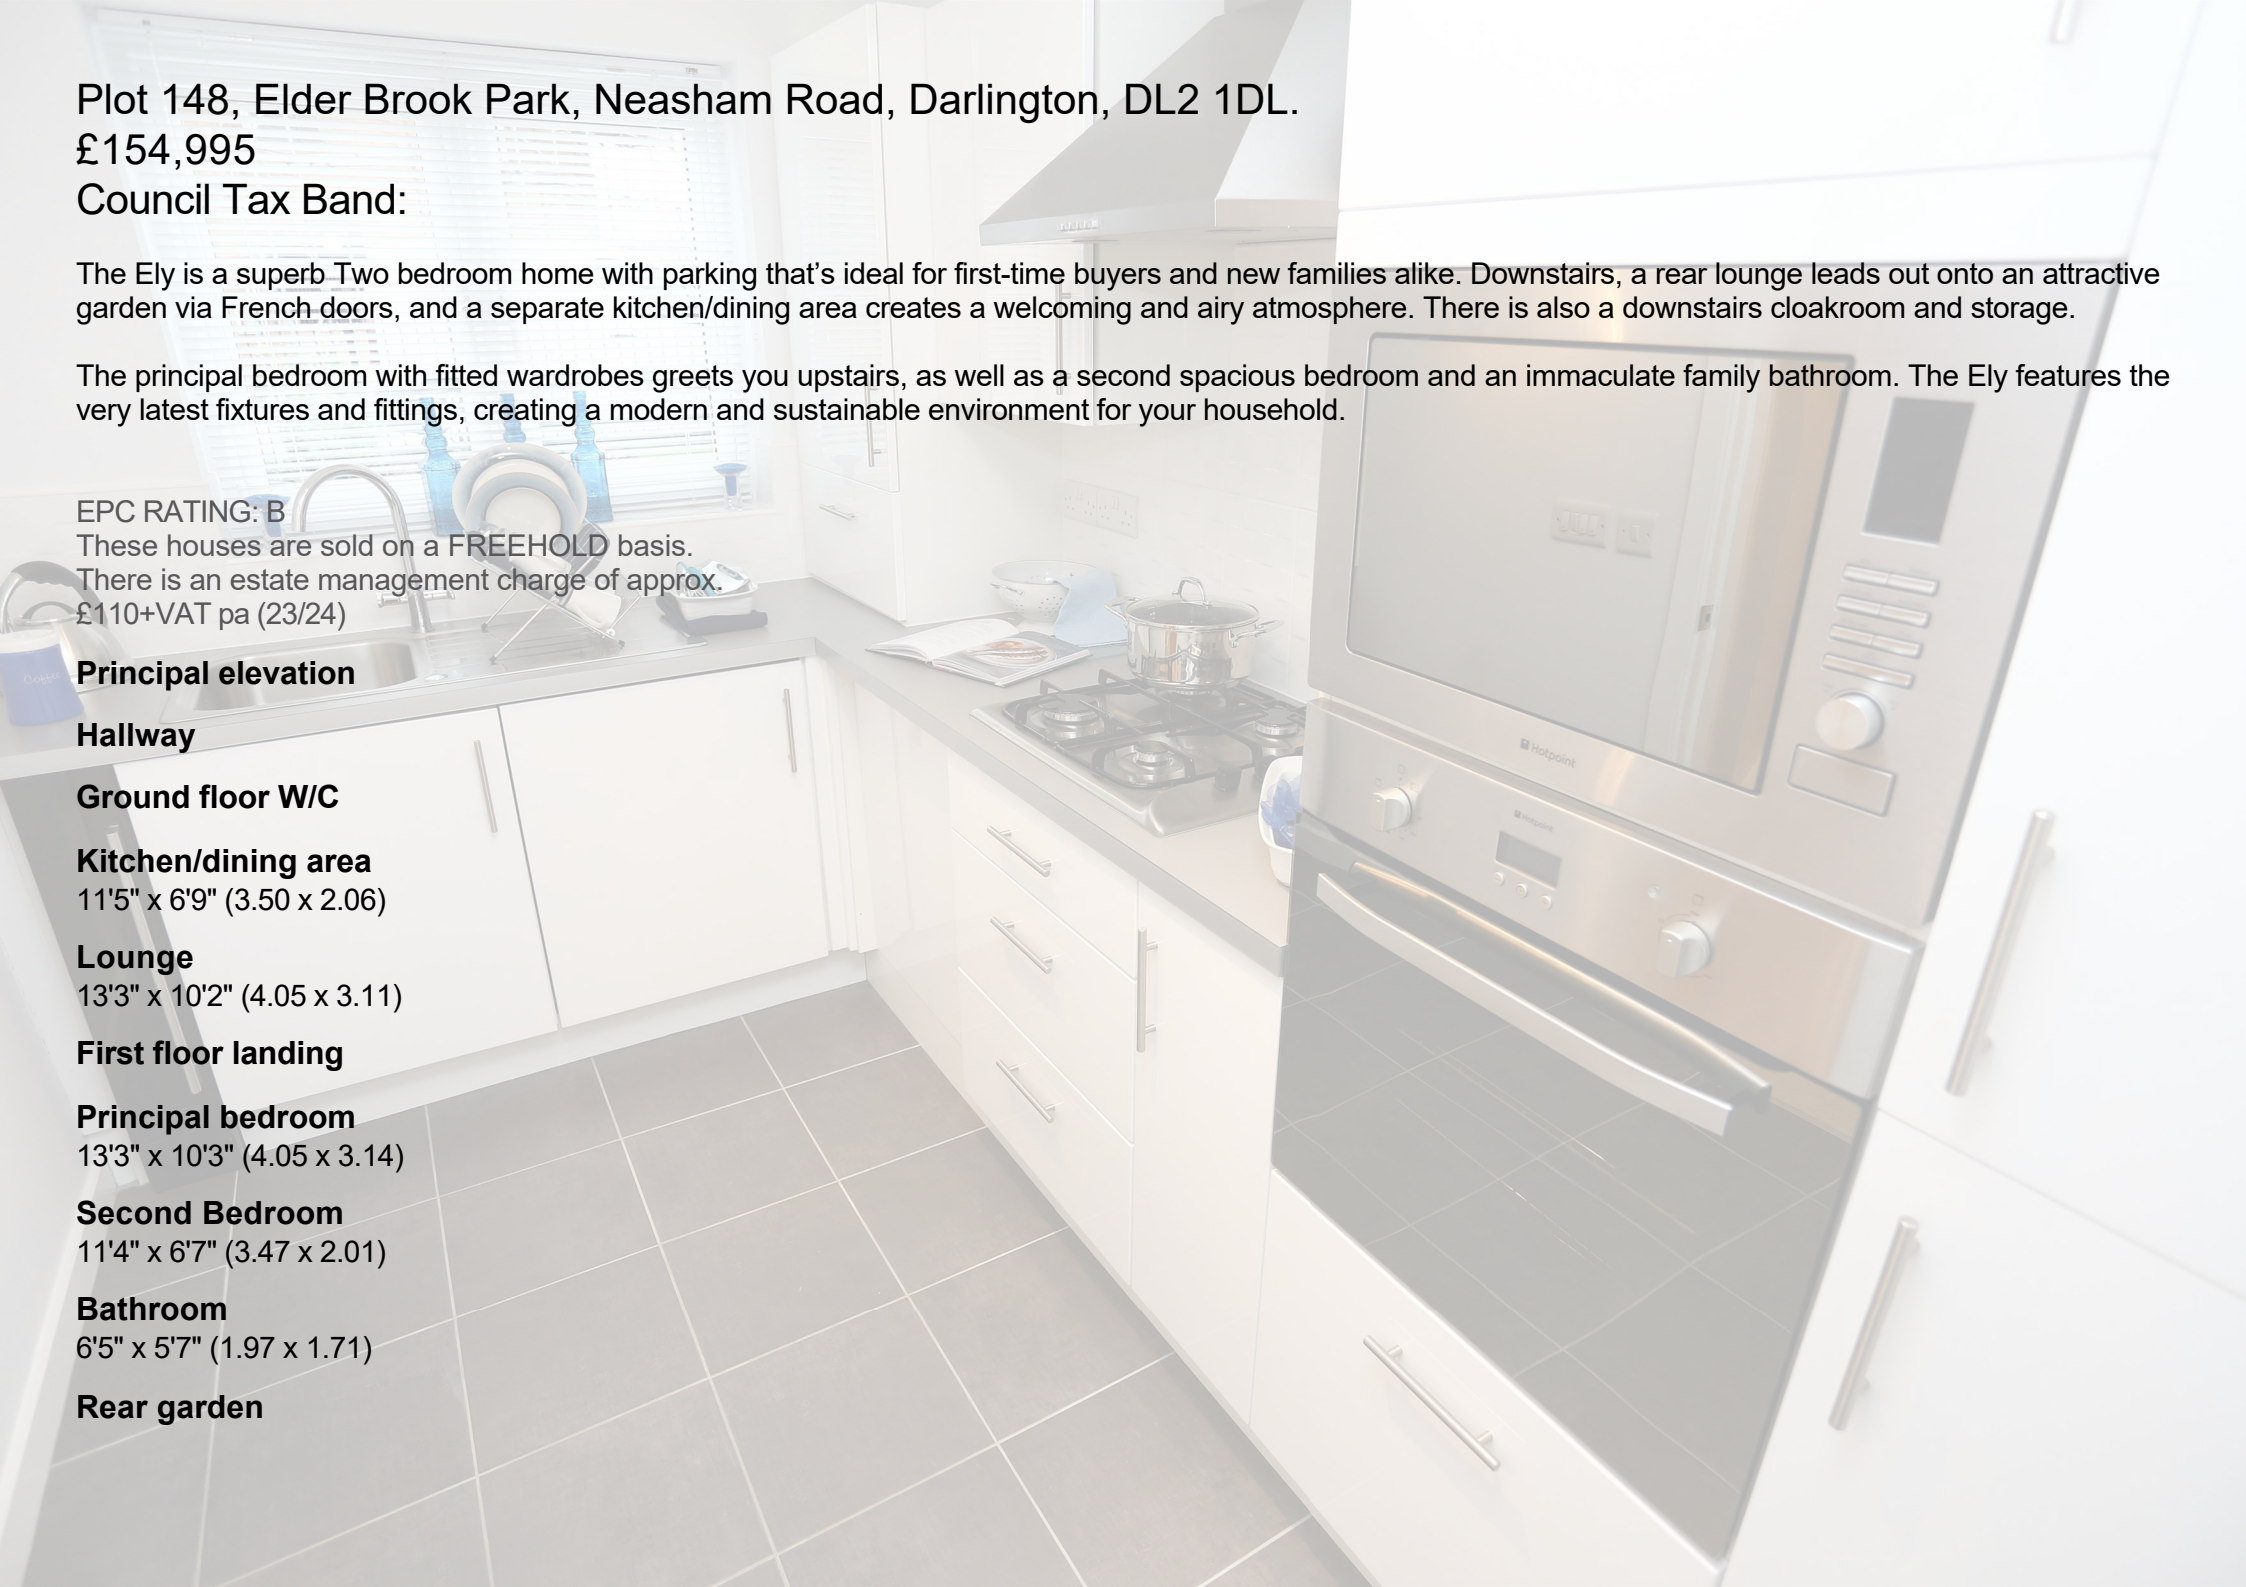 Plot 148, Elder Brook Park, Neasham Road, Darlington, DL2 1DL.
£154,995
Council Tax Band:
The Ely is a superb Two bedroom home with parking that’s ideal for first-time buyers and new families alike. Downstairs, a rear lounge leads out onto an attractive
garden via French doors, and a separate kitchen/dining area creates a welcoming and airy atmosphere. There is also a downstairs cloakroom and storage.
The principal bedroom with fitted wardrobes greets you upstairs, as well as a second spacious bedroom and an immaculate family bathroom. The Ely features the
very latest fixtures and fittings, creating a modern and sustainable environment for your household.
EPC RATING: B
These houses are sold on a FREEHOLD basis.
There is an estate management charge of approx.
£110+VAT pa (23/24)
Principal elevation
Hallway
Ground floor W/C
Kitchen/dining area
11'5" x 6'9" (3.50 x 2.06)
Lounge
13'3" x 10'2" (4.05 x 3.11)
First floor landing
Principal bedroom
13'3" x 10'3" (4.05 x 3.14)
Second Bedroom
11'4" x 6'7" (3.47 x 2.01)
Bathroom
6'5" x 5'7" (1.97 x 1.71)
Rear garden
Coffee
Hotpoint
Hotpoint